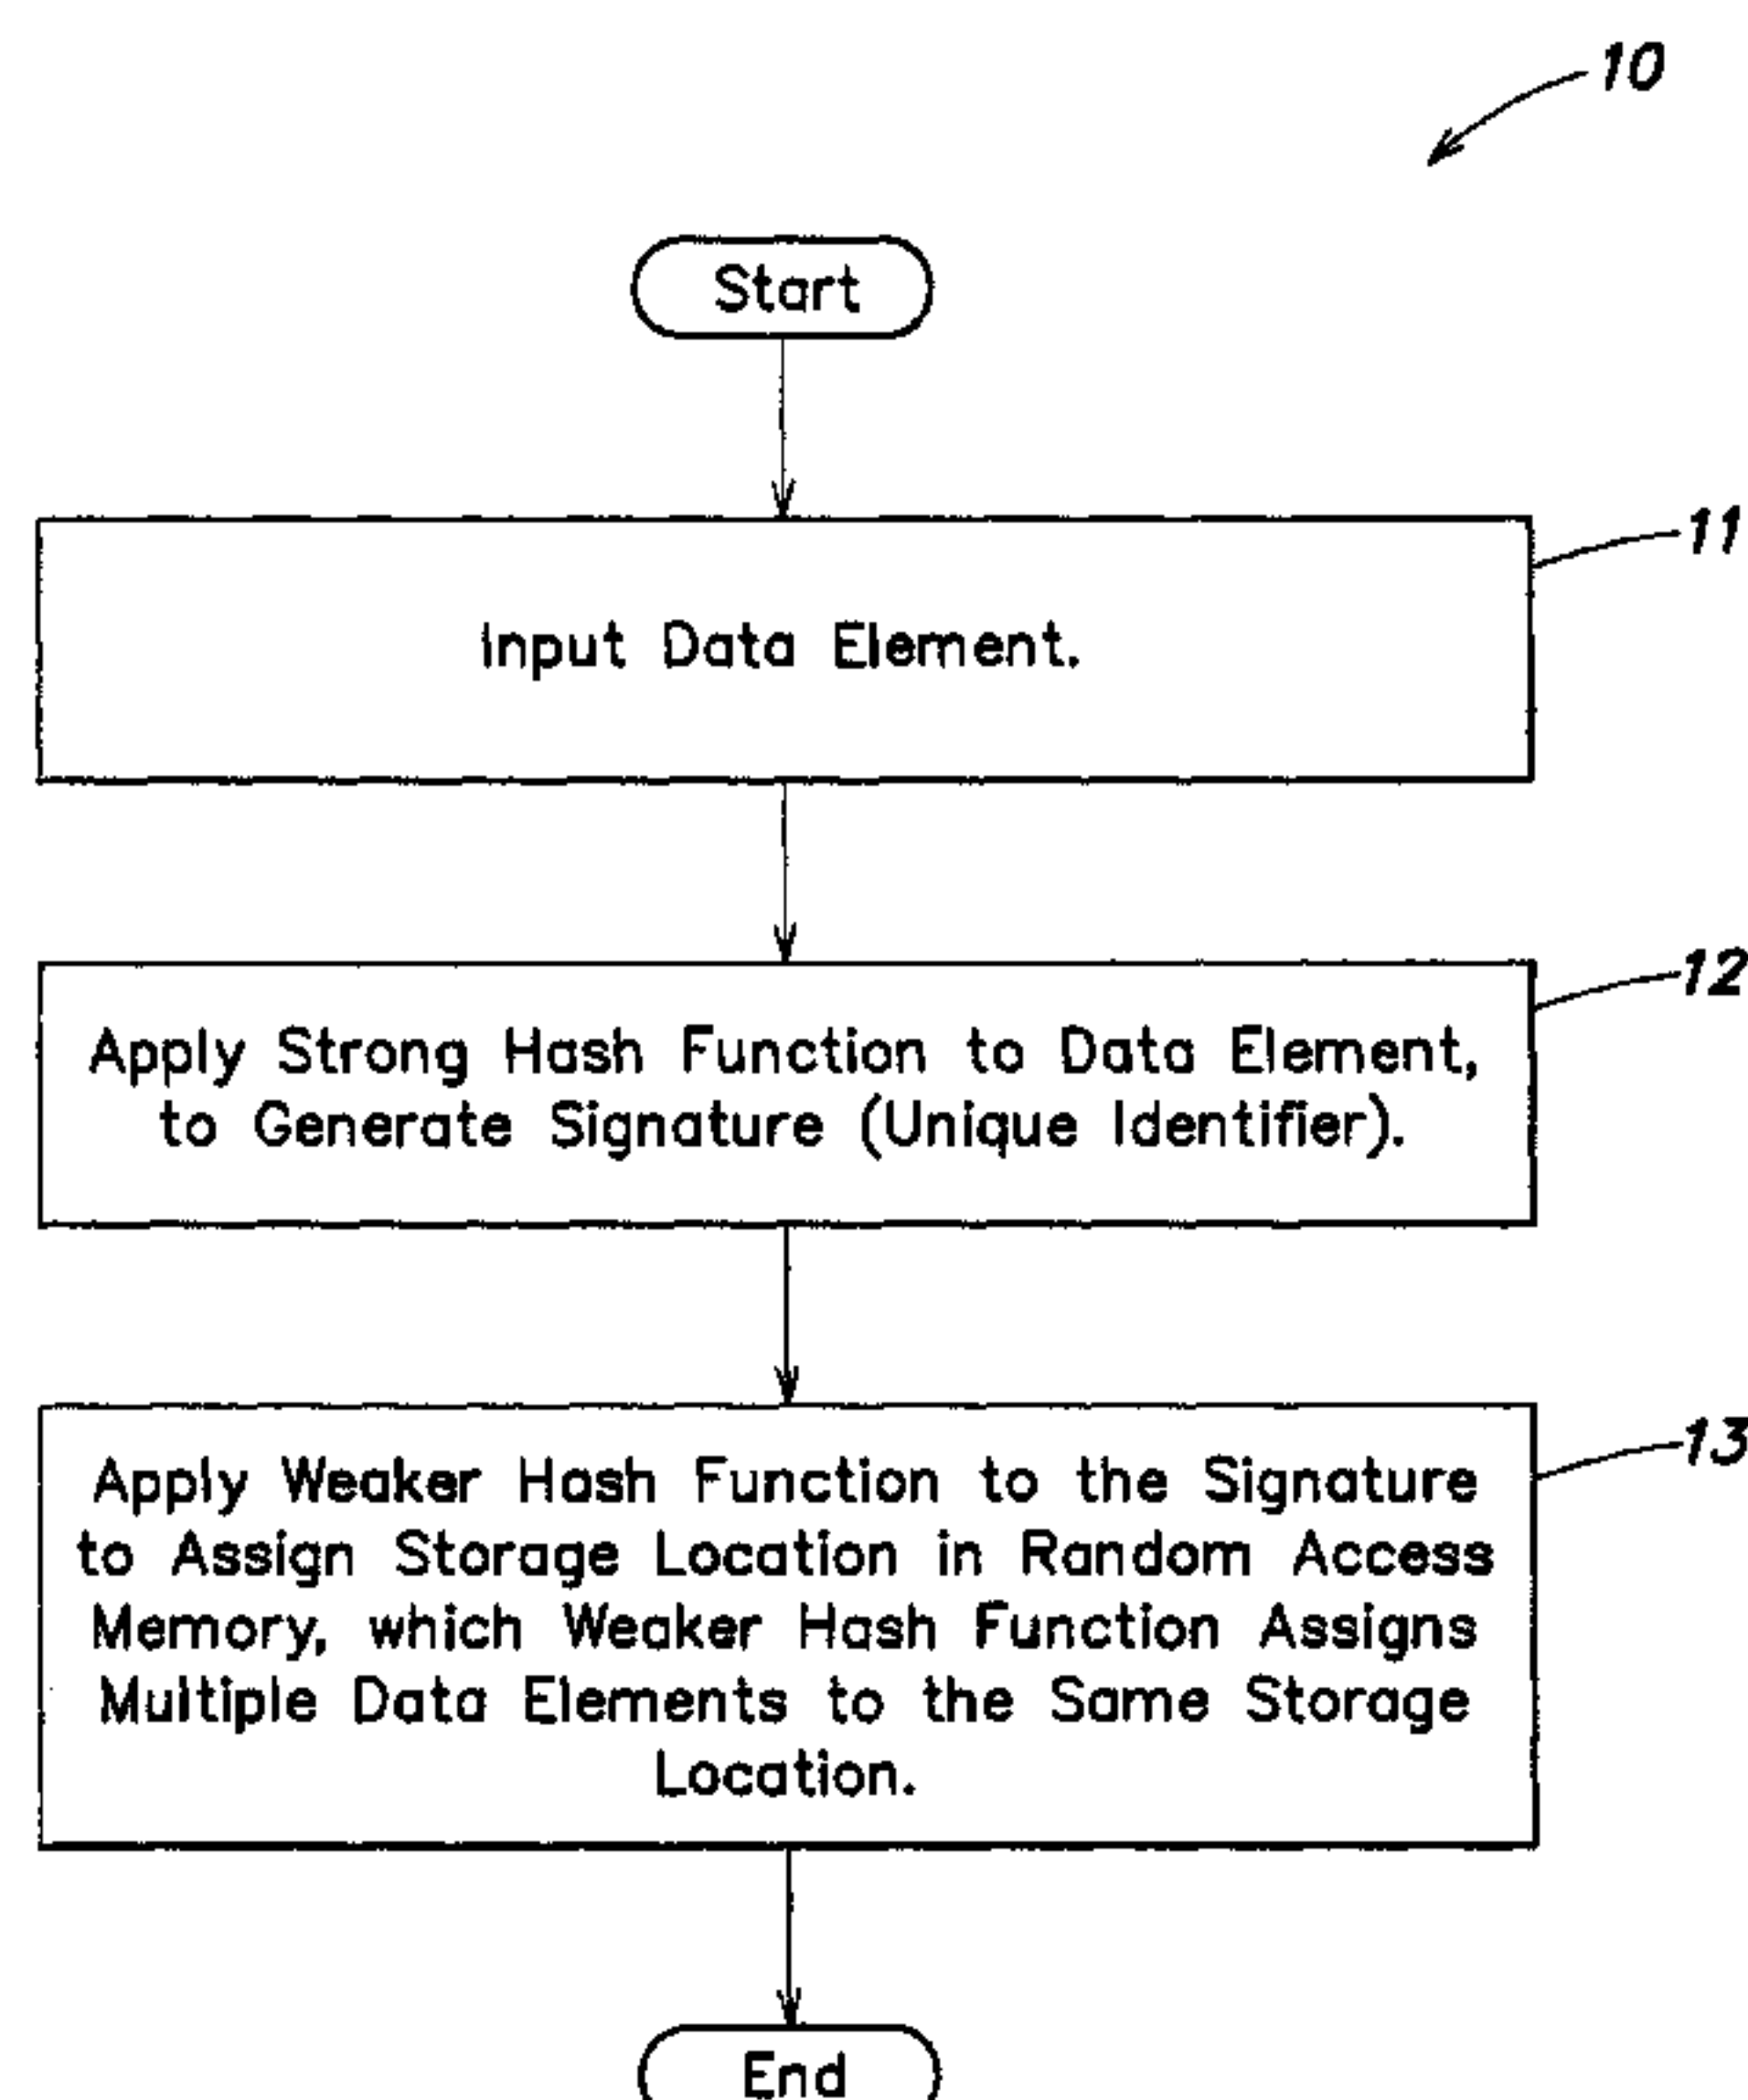 10
Start
11
Input Data Element.
12
Apply Strong Hash Function to Data Element,
to Generate Signature (Unique Identifier).
13
Apply Weaker Hash Function to the Signature
to Assign Storage Location in Random Access
Memory, which Weaker Hash Function Assigns
Multiple Data Elements to the Same Storage
Location.
End